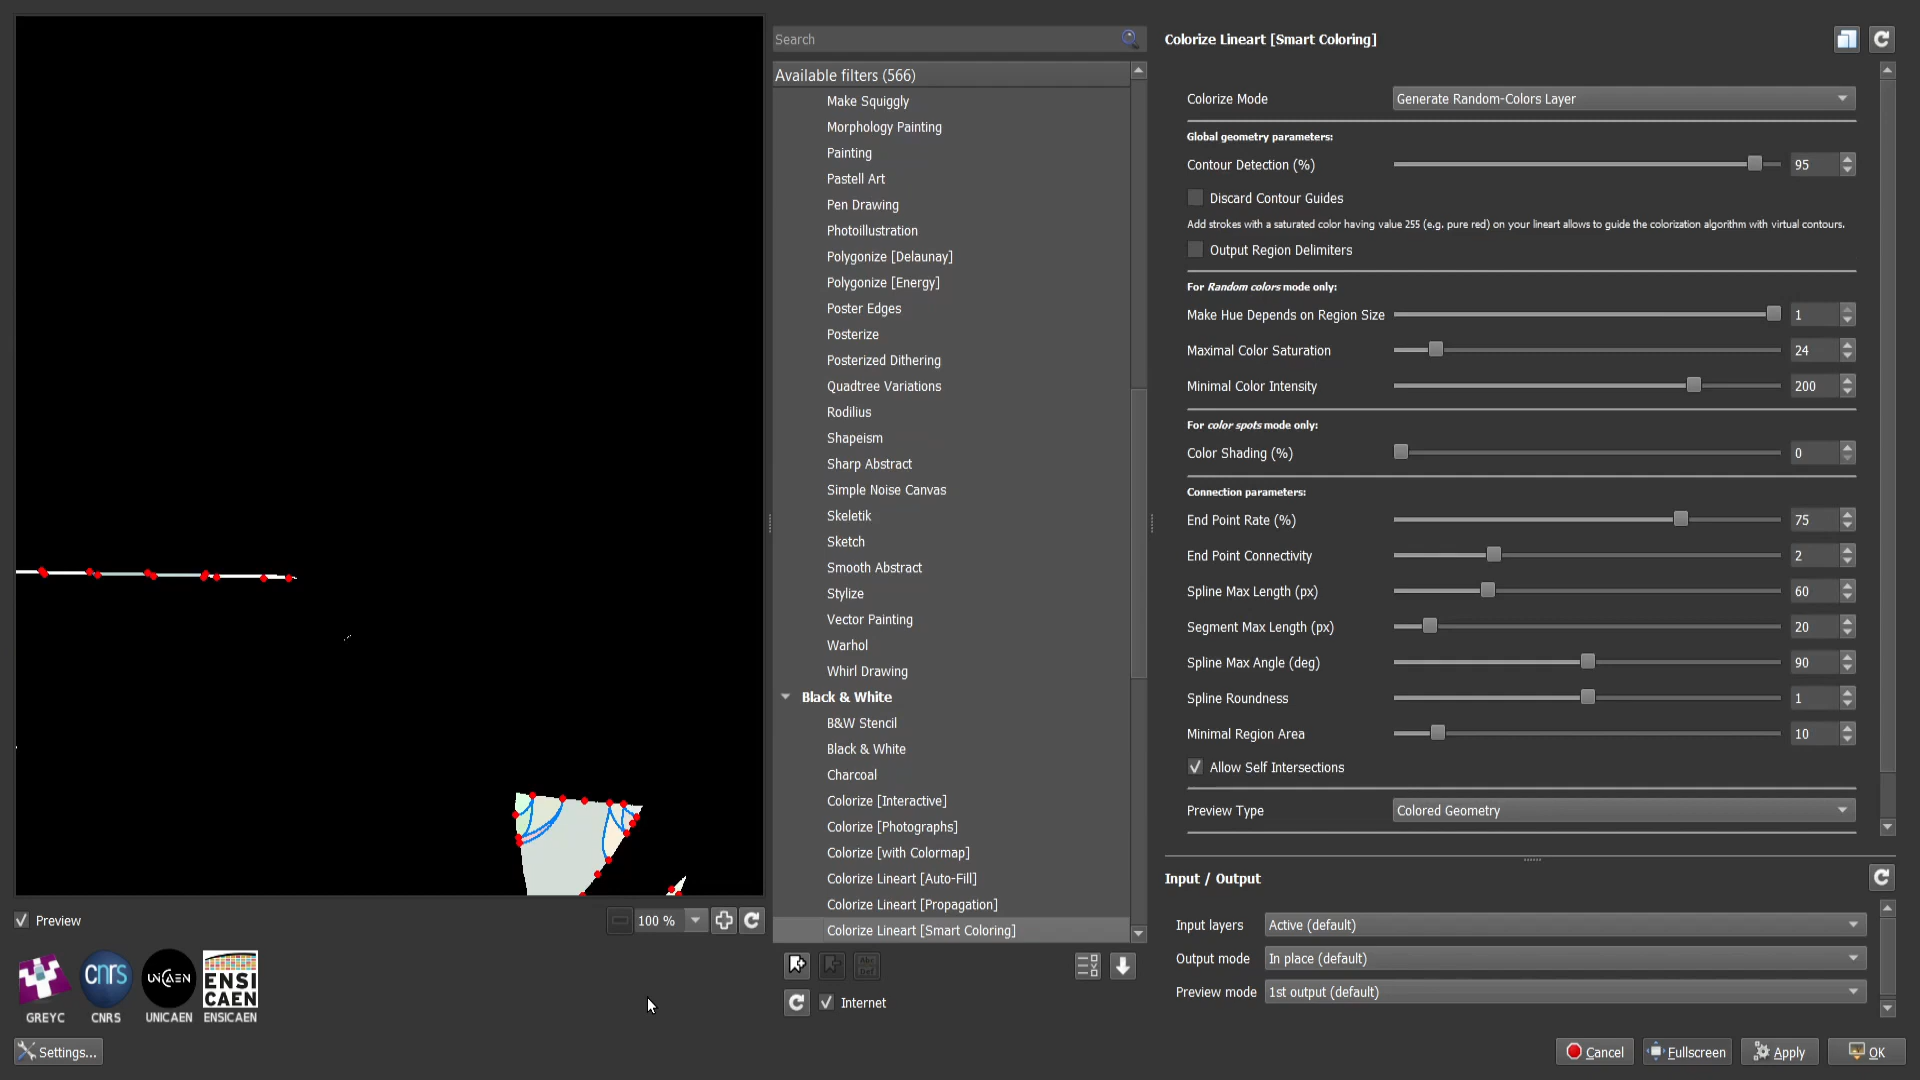 Search
Available filters (566)
Make Squiggly
Morphology Painting
Painting
Pastell Art
Pen Drawing
Photoillustration
Polygonize [Delaunay]
Polygonize [Energy]
Poster Edges
Posterize
Posterized Dithering
Quadtree Variations
Rodilius
Shapeism
Sharp Abstract
Simple Noise Canvas
Skeletik
Sketch
Smooth Abstract
Stylize
Vector Painting
Warhol
Whirl Drawing
Black & White
B&W Stencil
Black & White
Charcoal
Colorize [Interactive]
Colorize [Photographs]
Colorize [with Colormap]
Colorize Lineart [Auto-Fill]
Colorize Lineart [Propagation]
Colorize Lineart [Smart Coloring]
Abc
Def
Internet
Preview
100 %
cnrs
UNICAEN
ENSI
CAEN
GREYC
CNRS
UNICAEN
ENSICAEN
Settings...
Colorize Lineart [Smart Coloring]
Colorize Mode
Generate Random-Colors Layer
Global geometry parameters:
Contour Detection (%) 95
Discard Contour Guides
Add strokes with a saturated color having value 255 (e.g. pure red) on your lineart allows to guide the colorization algorithm with virtual contours.
Output Region Delimiters
For Random colors mode only:
Make Hue Depends on Region Size 1
Maximal Color Saturation 24
Minimal Color Intensity 200
For color spots mode only:
Color Shading (%) 0
Connection parameters:
End Point Rate (%) 75
End Point Connectivity 2
Spline Max Length (px) 60
Segment Max Length (px) 20
Spline Max Angle (deg) 90
Spline Roundness 1
Minimal Region Area 10
Allow Self Intersections
Preview Type Colored Geometry
Input / Output
Input layers Active (default)
Output mode In place (default)
Preview mode 1st output (default)
Cancel
Fullscreen
Apply
OK